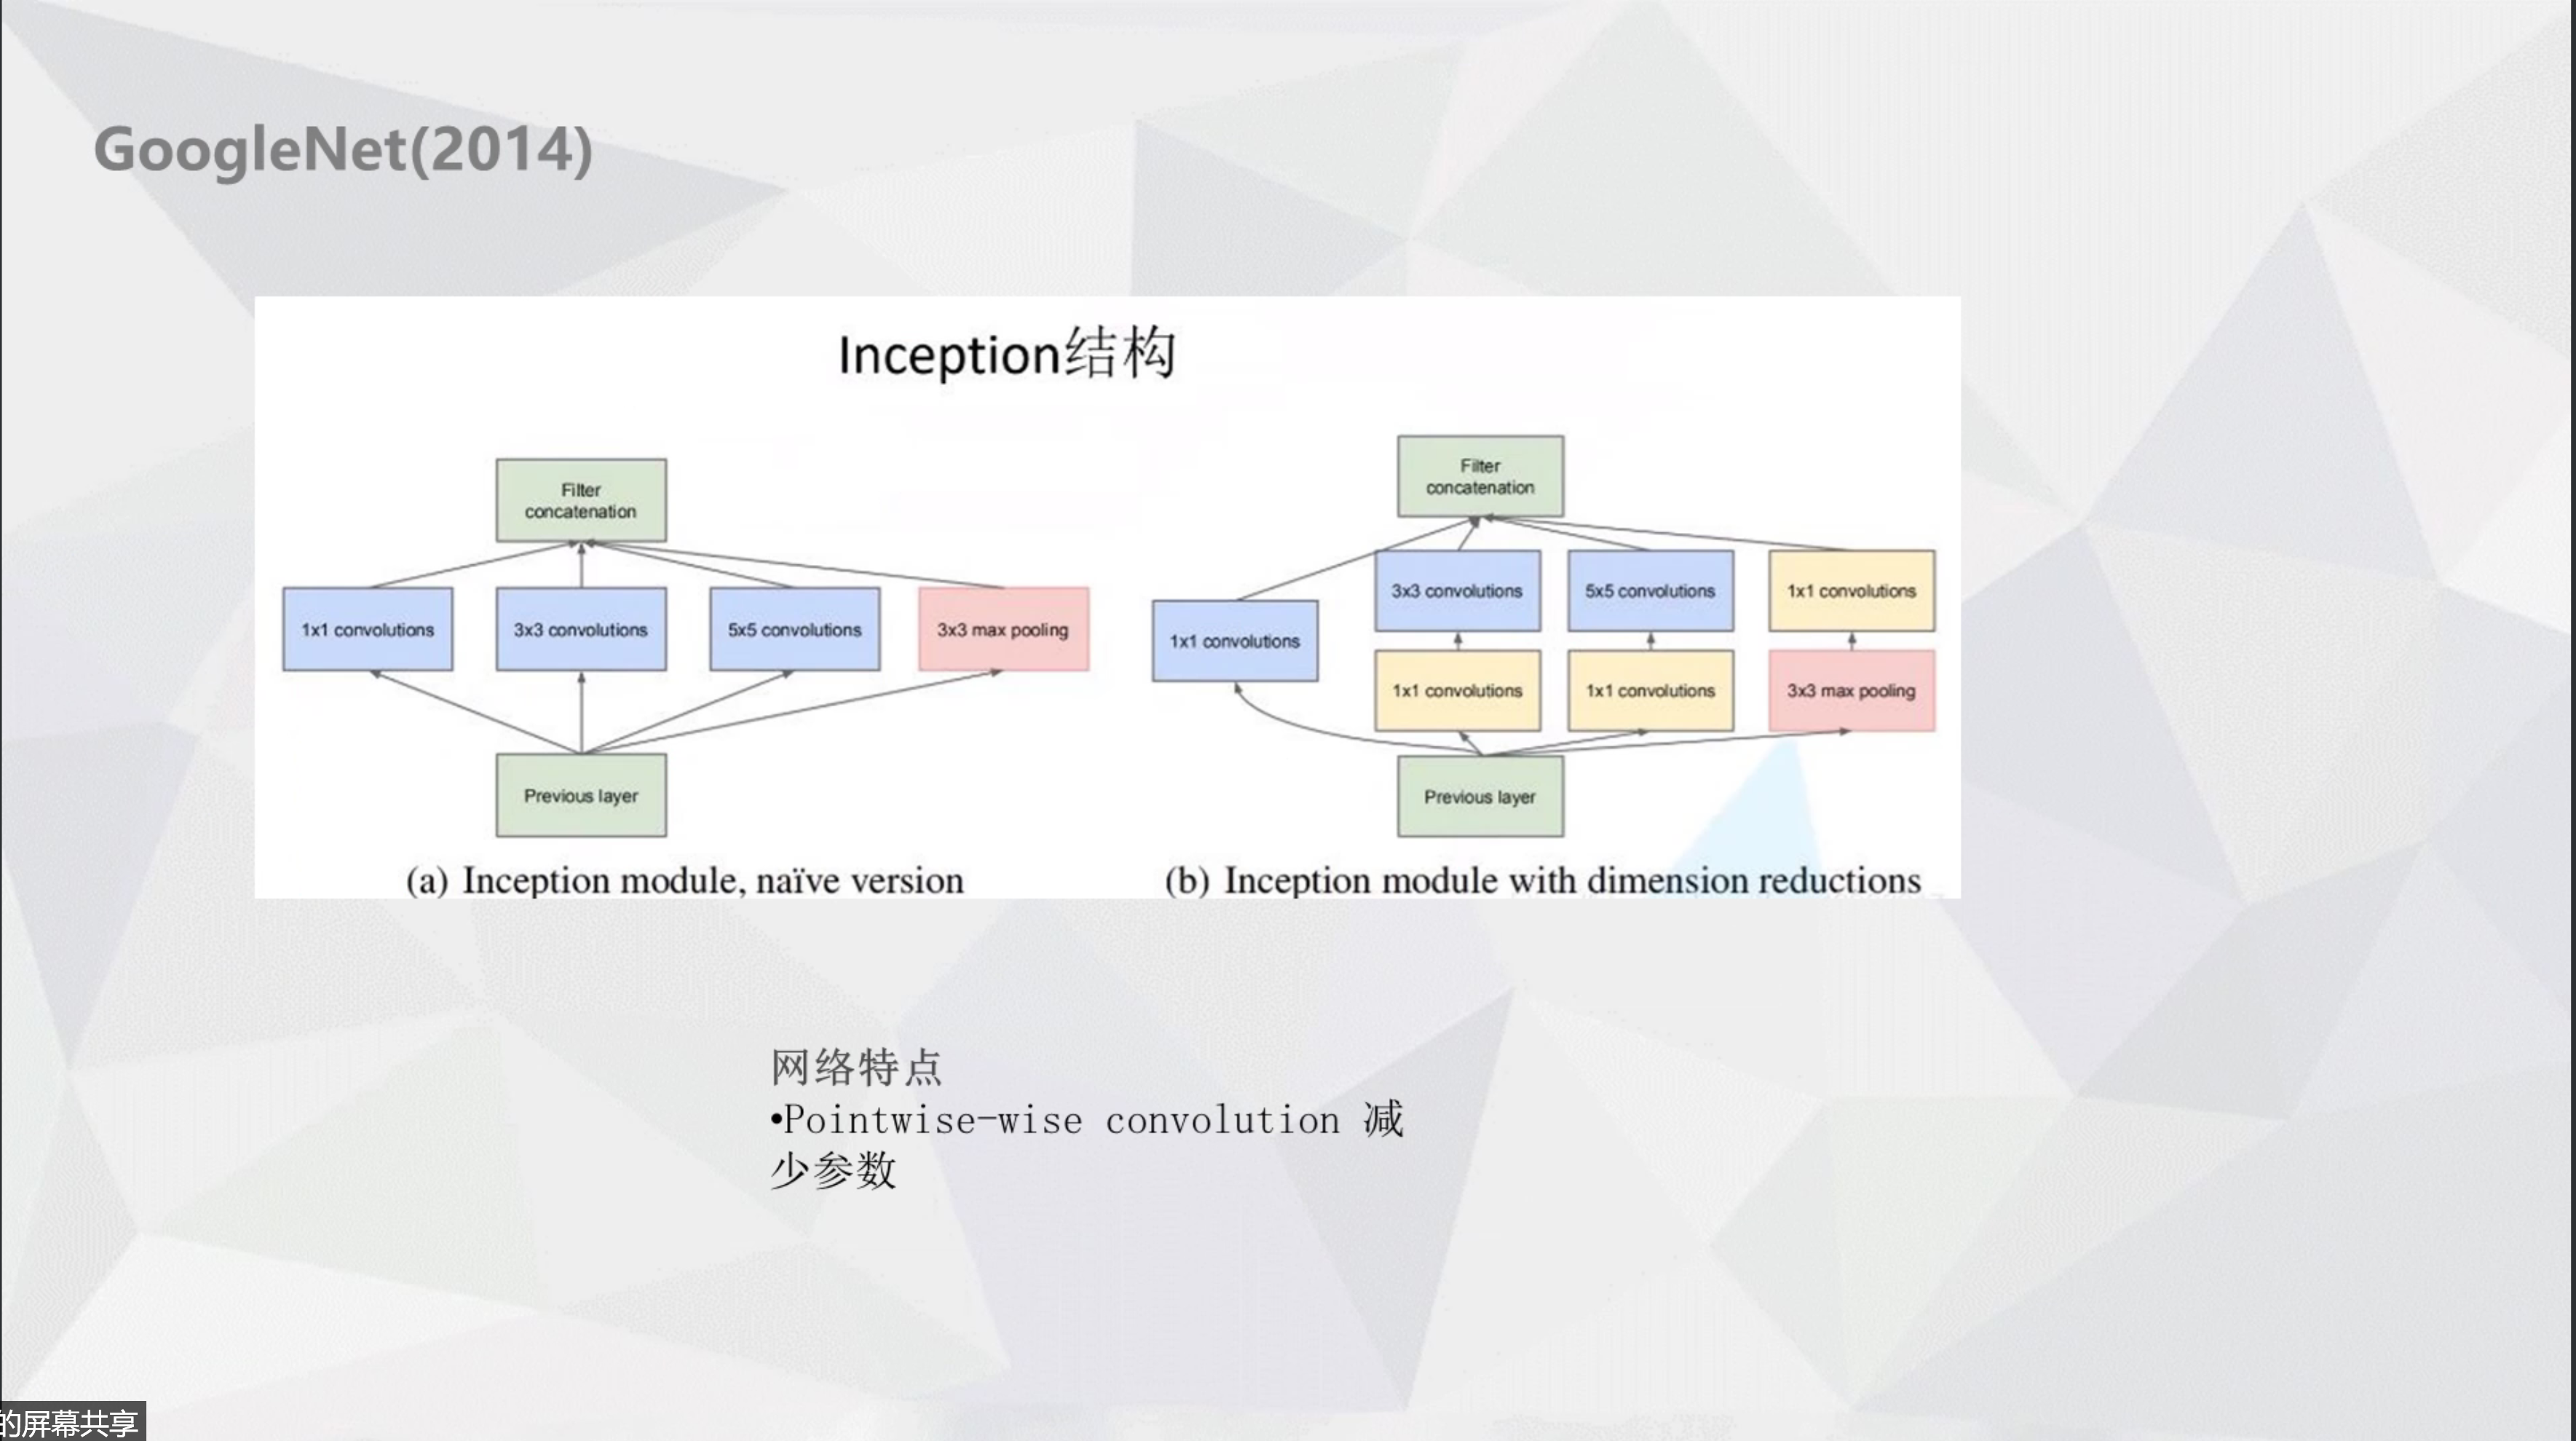 GoogleNet(2014)
Inception结构
Filter
concatenation
1x1 convolutions
3x3 convolutions
5x5 convolutions
3x3 max pooling
Previous layer
(a) Inception module, naïve version
Filter
concatenation
3x3 convolutions
5x5 convolutions
1x1 convolutions
1x1 convolutions
1x1 convolutions
1x1 convolutions
3x3 max pooling
Previous layer
(b) Inception module with dimension reductions
网络特点
•Pointwise-wise convolution 减
少参数
的屏幕共享